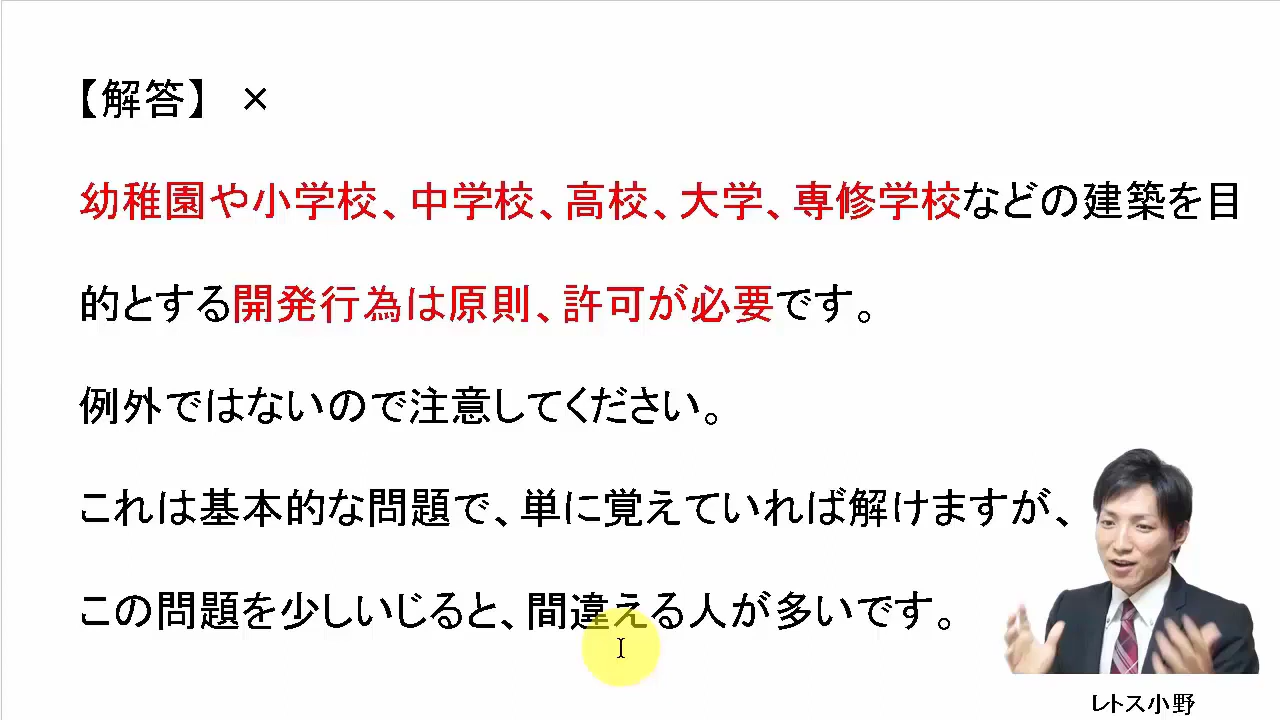 【解答】 ×
幼稚園や小学校、中学校、高校、大学、専修学校などの建築を目
的とする開発行為は原則、許可が必要です。
例外ではないので注意してください。
これは基本的な問題で、単に覚えていれば解けますが、
この問題を少しいじると、間違える人が多いです。
レトス小野